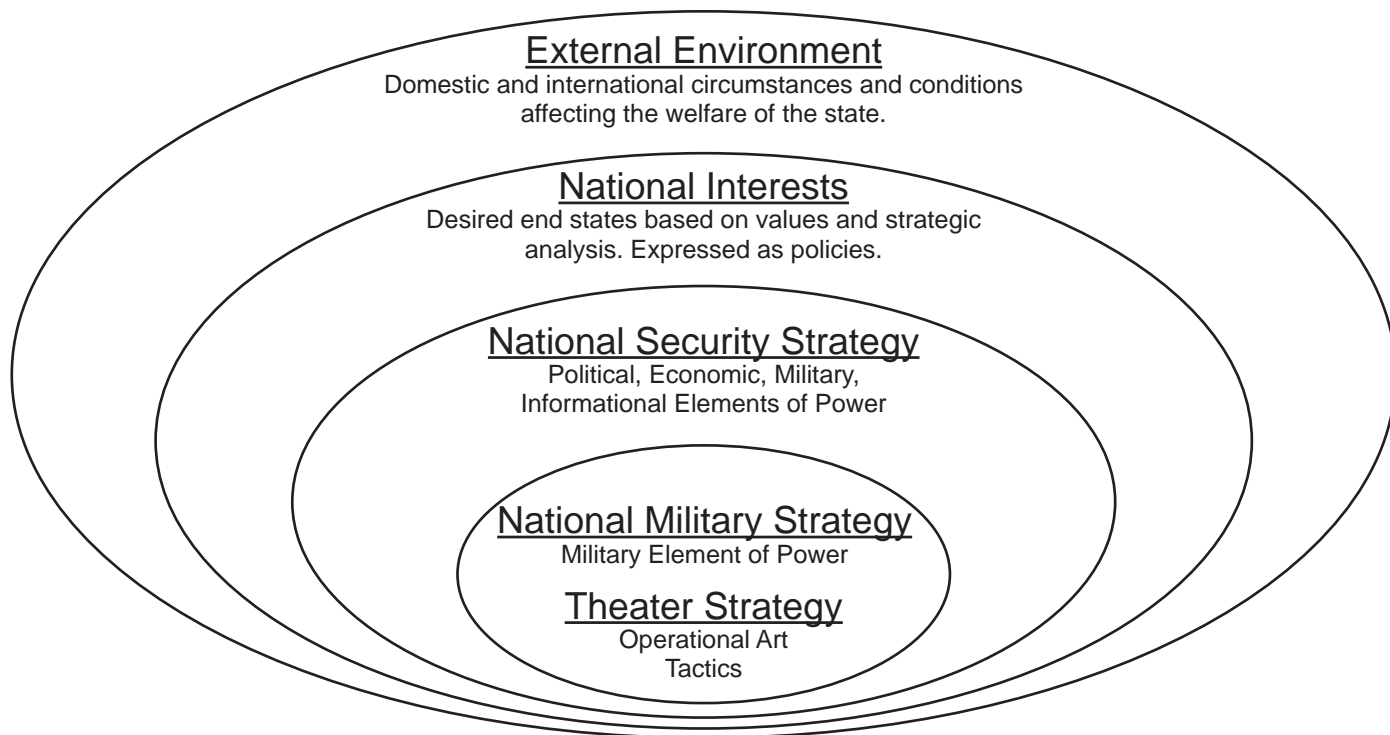 External Environment
Domestic and international circumstances and conditions
affecting the welfare of the state.
National Interests
Desired end states based on values and strategic
analysis. Expressed as policies.
National Security Strategy
Political, Economic, Military,
Informational Elements of Power
National Military Strategy
Military Element of Power
Theater Strategy
Operational Art
Tactics